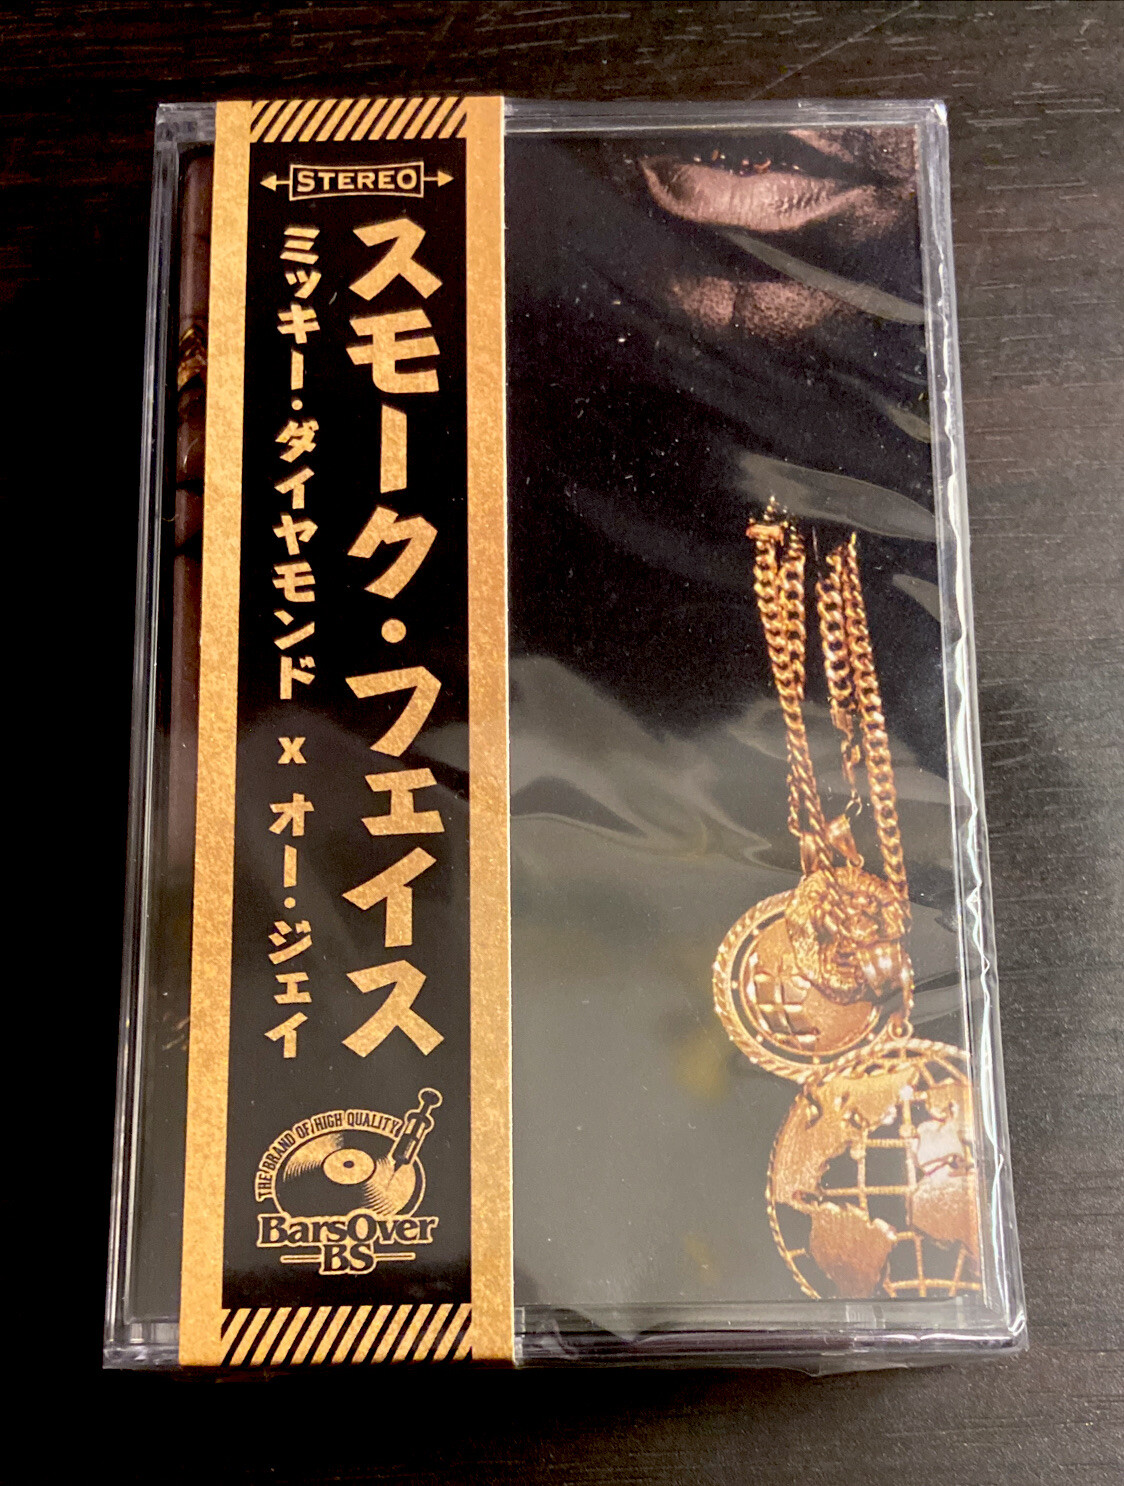 STEREO
スモーク・フェイス
ミッキー・ダイヤモンド x オー・ジェイ
THE BRAND OF HIGH QUALITY
BarsOver
BS